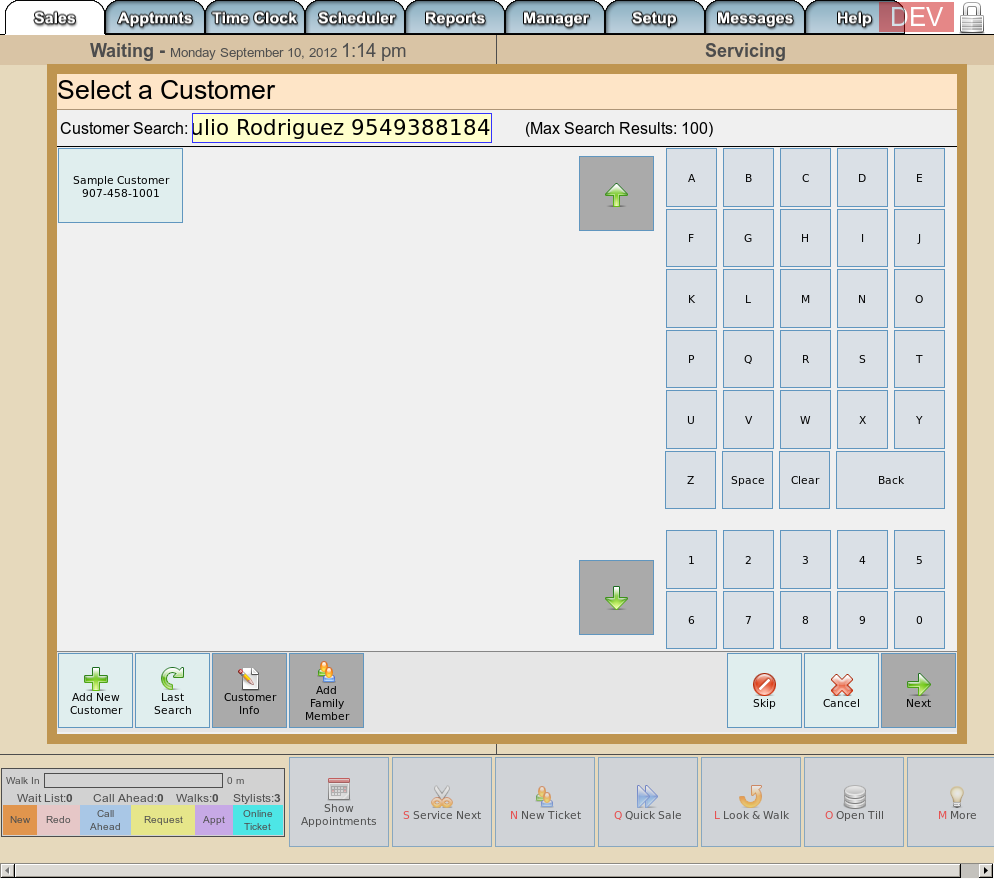 Sales Apptmnts Time Clock Scheduler Reports Manager Setup Messages Help DEV
Waiting - Monday September 10, 2012 1:14 pm
Servicing
Select a Customer
Customer Search: ulio Rodriguez 9549388184 (Max Search Results: 100)
Sample Customer
907-458-1001
A B C D E
F G H I J
K L M N O
P Q R S T
U V W X Y
Z Space Clear Back
1 2 3 4 5
6 7 8 9 0
Add New
Customer
Last
Search
Customer
Info
Add
Family
Member
Skip
Cancel
Next
Walk In 0 m
Wait List:0 Call Ahead:0 Walks:0 Stylists:3
New
Redo
Call
Ahead
Request
Appt
Online
Ticket
Show
Appointments
S Service Next
N New Ticket
Q Quick Sale
L Look & Walk
O Open Till
M More